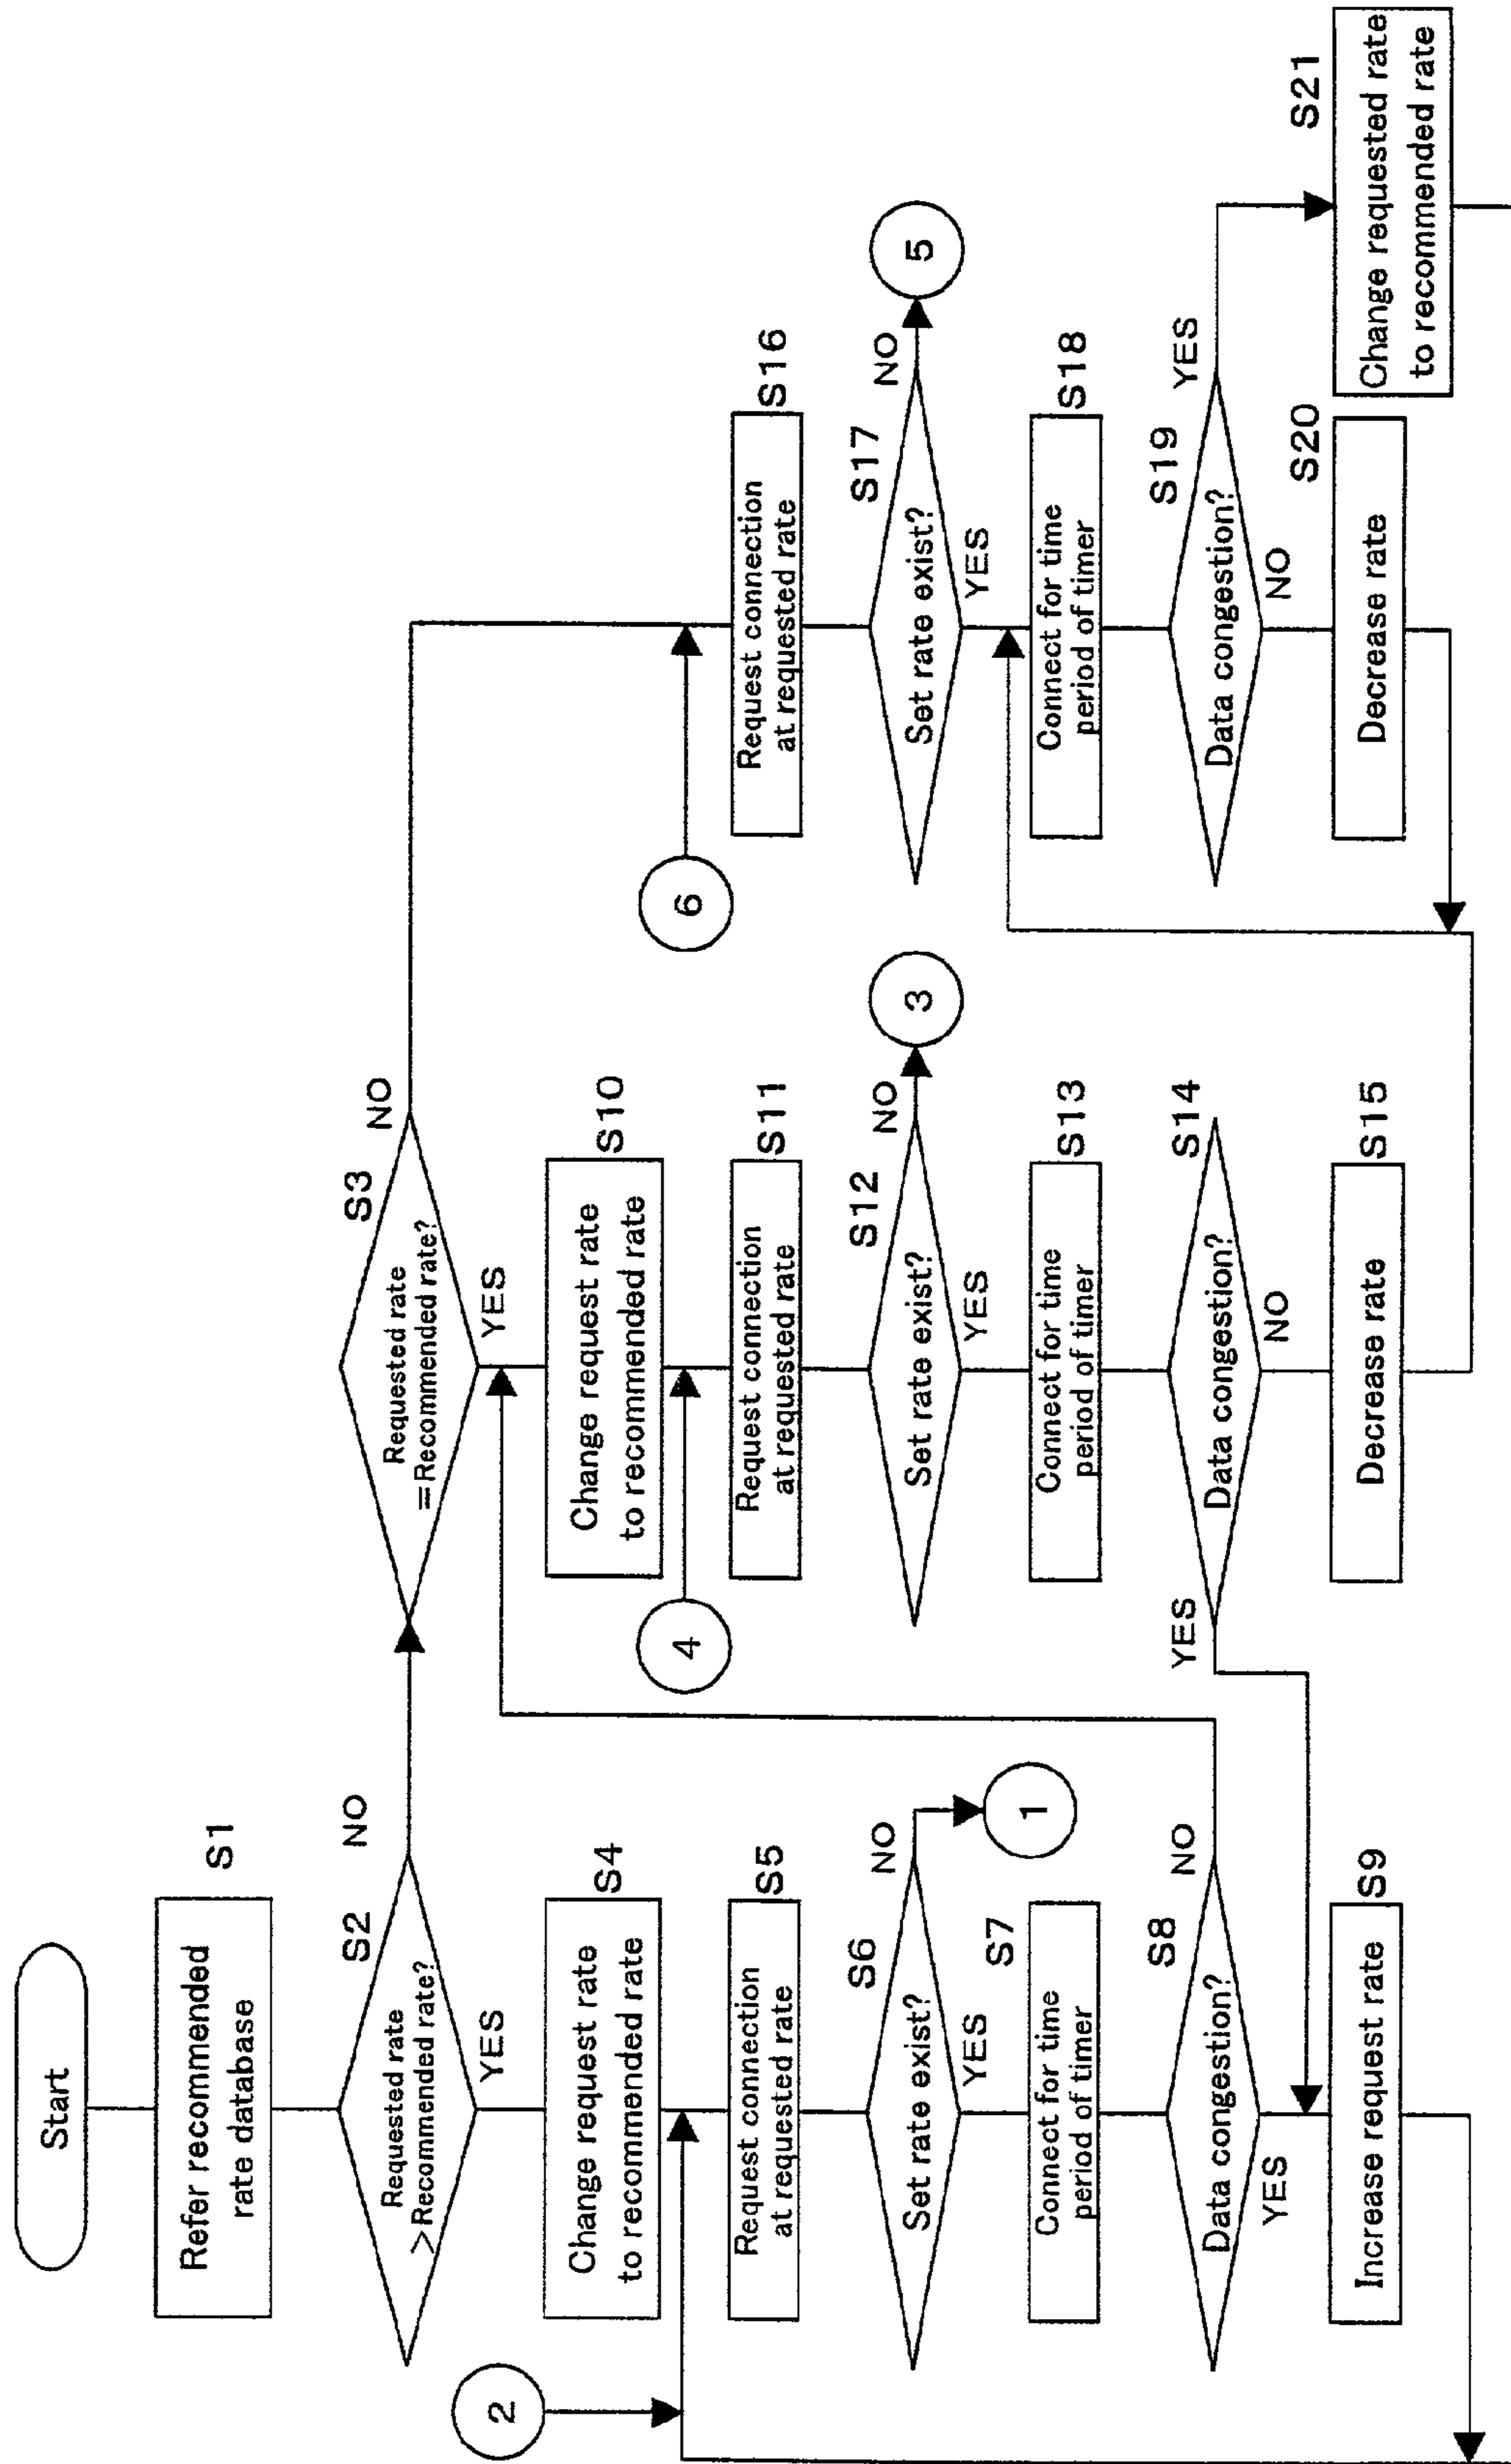 Start
Refer recommended
rate database
S1
Requested rate
>Recommended rate?
S2
NO
YES
Requested rate
=Recommended rate?
S3
NO
YES
2
Change request rate
to recommended rate
S4
Request connection
at requested rate
S5
Set rate exist?
S6
NO
YES
1
Connect for time
period of timer
S7
Data congestion?
S8
NO
YES
Increase request rate
S9
Change request rate
to recommended rate
S10
4
Request connection
at requested rate
S11
Set rate exist?
S12
NO
YES
3
Connect for time
period of timer
S13
Data congestion?
S14
YES
NO
Decrease rate
S15
6
Request connection
at requested rate
S16
Set rate exist?
S17
NO
YES
5
Connect for time
period of timer
S18
Data congestion?
S19
YES
NO
Decrease rate
S20
Change requested rate
to recommended rate
S21